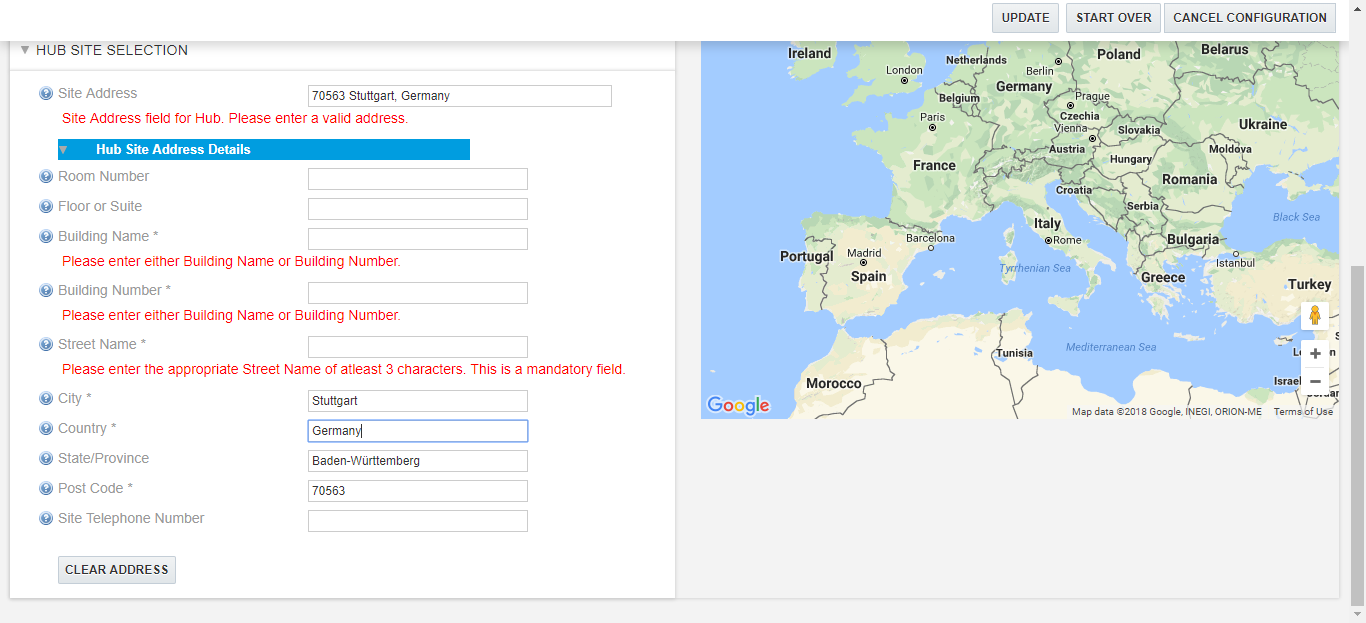 UPDATE
START OVER
CANCEL CONFIGURATION
HUB SITE SELECTION
Site Address
70563 Stuttgart, Germany
Site Address field for Hub. Please enter a valid address.
Hub Site Address Details
Room Number
Floor or Suite
Building Name *
Please enter either Building Name or Building Number.
Building Number *
Please enter either Building Name or Building Number.
Street Name *
Please enter the appropriate Street Name of atleast 3 characters. This is a mandatory field.
City *
Stuttgart
Country *
Germany
State/Province
Baden-Württemberg
Post Code *
70563
Site Telephone Number
CLEAR ADDRESS
Ireland
Netherlands
Poland
Belarus
London
Berlin
Germany
Belgium
Prague
Czechia
Paris
Vienna
Slovakia
Ukraine
Austria
Moldova
France
Hungary
Romania
Croatia
Serbia
Italy
Black Sea
Barcelona
Rome
Bulgaria
Portugal
Madrid
Istanbul
Spain
Tyrrhenian Sea
Greece
Turkey
Mediterranean Sea
Tunisia
Morocco
Israel
Google
Map data ©2018 Google, INEGI, ORION-ME
Terms of Use